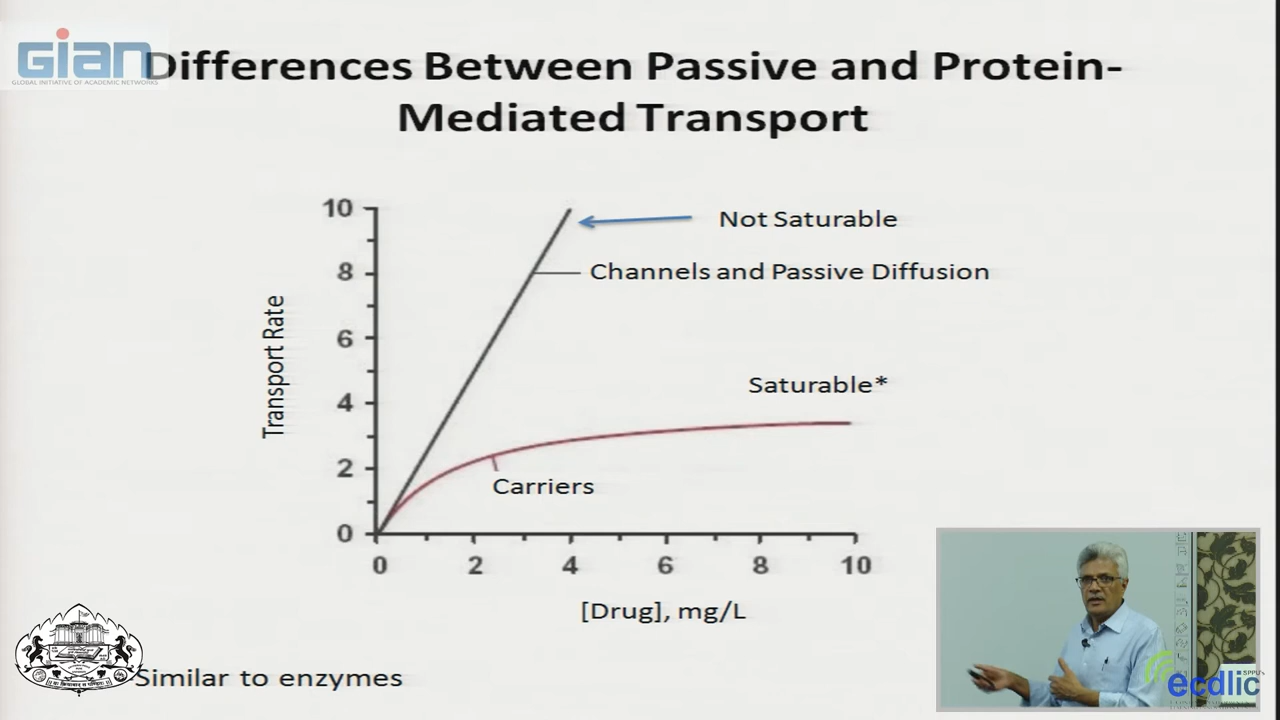 GIAN
GLOBAL INITIATIVE OF ACADEMIC NETWORKS
Differences Between Passive and Protein-
Mediated Transport
10
8
6
4
2
0
Transport Rate
Not Saturable
Channels and Passive Diffusion
Saturable*
Carriers
0 2 4 6 8 10
[Drug], mg/L
Similar to enzymes
SPPU's
ecdlic